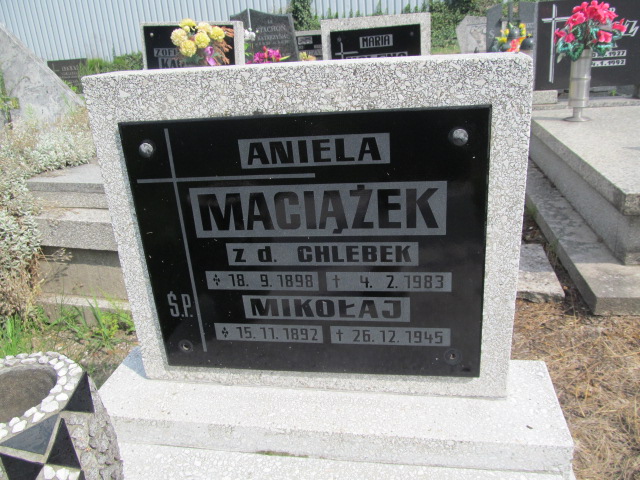 ANIELA
MACIĄŻEK
z d. CHLEBEK
18.9.1898 † 4.2.1983
Ś.P. MIKOŁAJ
15.11.1892 † 26.12.1945
MARIA